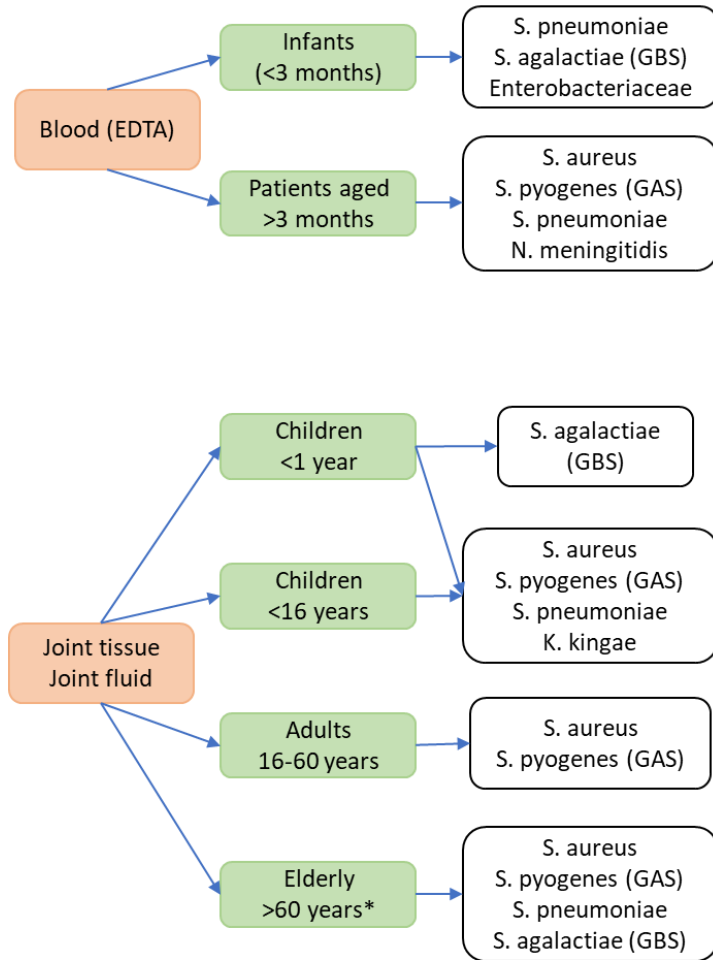 Blood (EDTA)
Infants
(<3 months)
S. pneumoniae
S. agalactiae (GBS)
Enterobacteriaceae
Patients aged
>3 months
S. aureus
S. pyogenes (GAS)
S. pneumoniae
N. meningitidis
Joint tissue
Joint fluid
Children
<1 year
S. agalactiae
(GBS)
Children
<16 years
S. aureus
S. pyogenes (GAS)
S. pneumoniae
K. kingae
Adults
16-60 years
S. aureus
S. pyogenes (GAS)
Elderly
>60 years*
S. aureus
S. pyogenes (GAS)
S. pneumoniae
S. agalactiae (GBS)